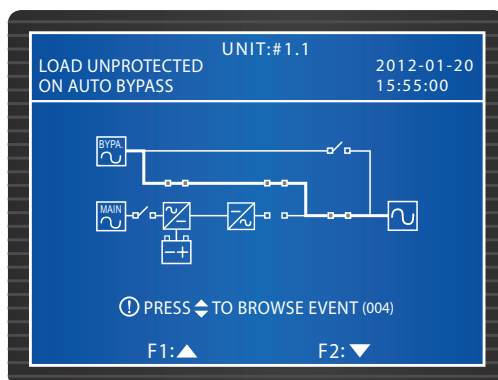 UNIT:#1.1
LOAD UNPROTECTED
ON AUTO BYPASS
2012-01-20
15:55:00
BYPA.
MAIN
PRESS TO BROWSE EVENT (004)
F1:
F2: